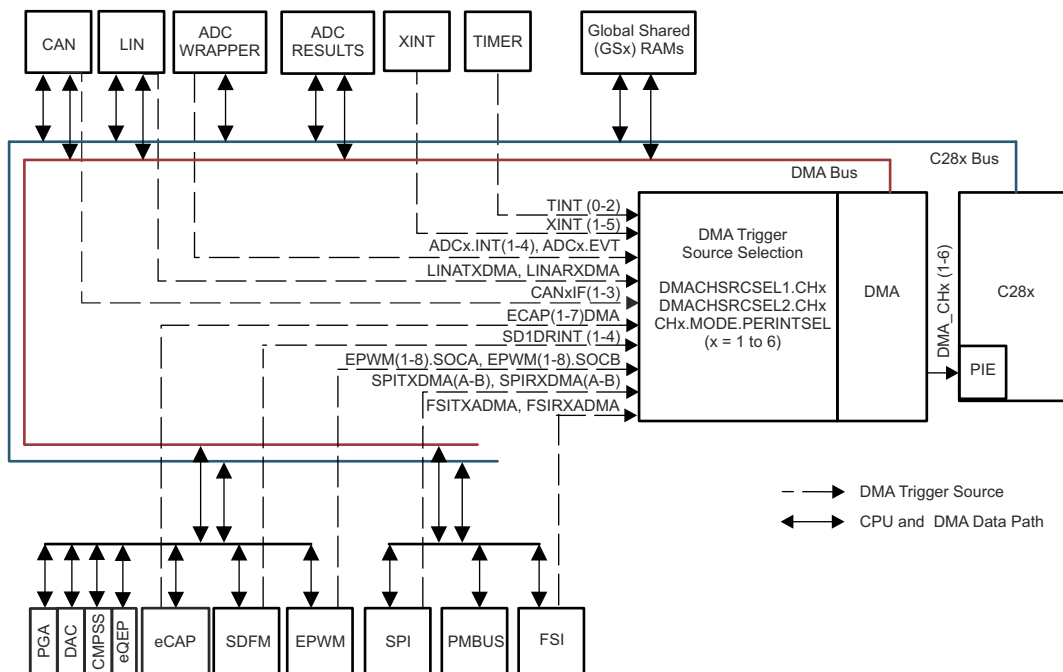 CAN
LIN
ADC
WRAPPER
ADC
RESULTS
XINT
TIMER
Global Shared
(GSx) RAMs
C28x Bus
DMA Bus
TINT (0-2)
XINT (1-5)
ADCx.INT(1-4), ADCx.EVT
LINATXDMA, LINARXDMA
CANxIF(1-3)
ECAP(1-7)DMA
SD1DRINT (1-4)
EPWM(1-8).SOCA, EPWM(1-8).SOCB
SPITXDMA(A-B), SPIRXDMA(A-B)
FSITXADMA, FSIRXADMA
DMA Trigger
Source Selection
DMACHSRCSEL1.CHx
DMACHSRCSEL2.CHx
CHx.MODE.PERINTSEL
(x = 1 to 6)
DMA
DMA_CHx (1-6)
C28x
PIE
DMA Trigger Source
CPU and DMA Data Path
PGA
DAC
CMPSS
eQEP
eCAP
SDFM
EPWM
SPI
PMBUS
FSI